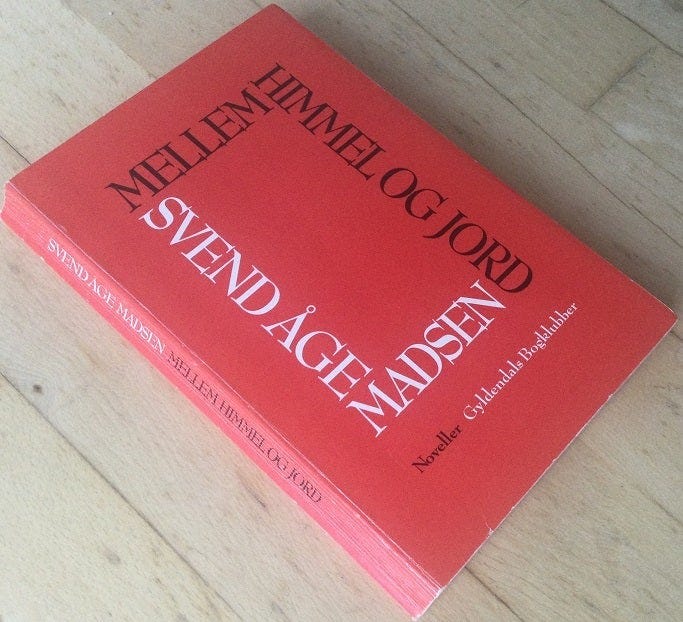 MELLEM
HIMMEL OG JORD
SVEND ÅGE
MADSEN
Noveller Gyldendals Bogklubber
SVEND ÅGE MADSEN MELLEM HIMMEL OG JORD